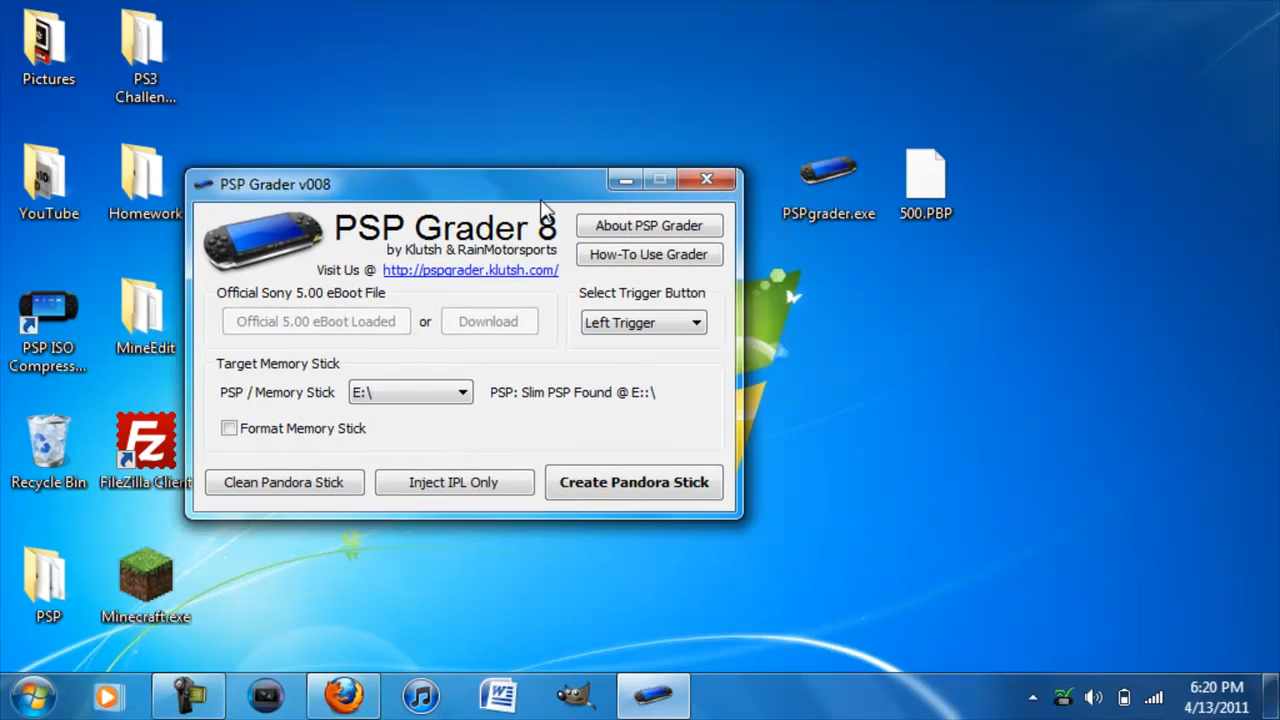 Pictures
PS3
Challen...
YouTube
Homework
PSP ISO
Compress...
MineEdit
Recycle Bin
FileZilla Client
PSP
Minecraft.exe
PSPgrader.exe
500.PBP
PSP Grader v008
PSP Grader 8
by Klutsh & RainMotorsports
Visit Us @ http://pspgrader.klutsh.com/
About PSP Grader
How-To Use Grader
Official Sony 5.00 eBoot File
Official 5.00 eBoot Loaded or Download
Select Trigger Button
Left Trigger
Target Memory Stick
PSP / Memory Stick E:\ PSP: Slim PSP Found @ E::\
Format Memory Stick
Clean Pandora Stick
Inject IPL Only
Create Pandora Stick
6:20 PM
4/13/2011